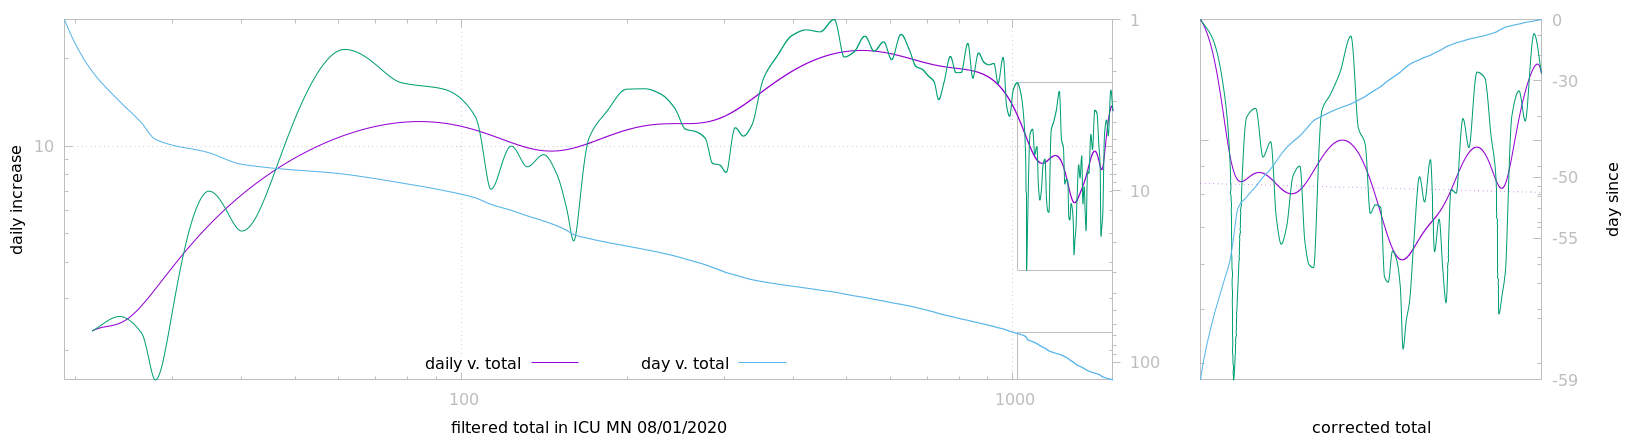 daily increase
10
daily v. total
day v. total
100
1000
filtered total in ICU MN 08/01/2020
1
10
100
0
-30
-50
-55
-59
day since
corrected total